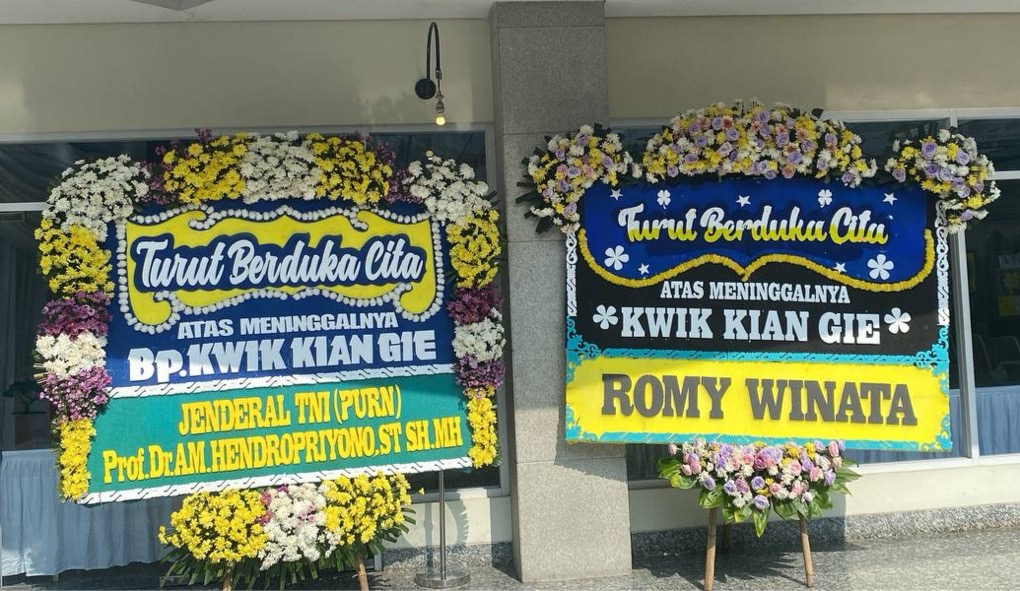 Turut Berduka Cita
ATAS MENINGGALNYA
BP. KWIK KIAN GIE
JENDERAL TNI (PURN)
Prof.Dr.AM.HENDROPRIYONO,ST SH,MH
Turut Berduka Cita
ATAS MENINGGALNYA
KWIK KIAN GIE
ROMY WINATA